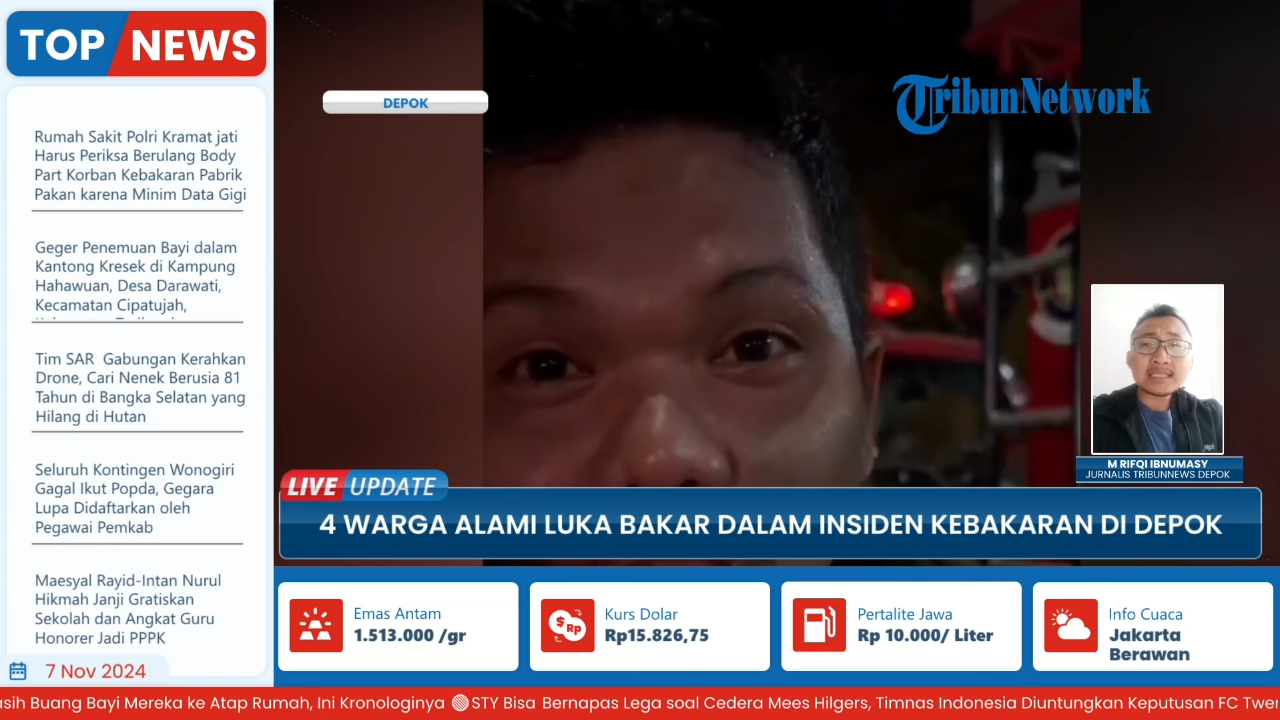 TOP NEWS
Rumah Sakit Polri Kramat jati
Harus Periksa Berulang Body
Part Korban Kebakaran Pabrik
Pakan karena Minim Data Gigi
Geger Penemuan Bayi dalam
Kantong Kresek di Kampung
Hahawuan, Desa Darawati,
Kecamatan Cipatujah,
Tim SAR  Gabungan Kerahkan
Drone, Cari Nenek Berusia 81
Tahun di Bangka Selatan yang
Hilang di Hutan
Seluruh Kontingen Wonogiri
Gagal Ikut Popda, Gegara
Lupa Didaftarkan oleh
Pegawai Pemkab
Maesyal Rayid-Intan Nurul
Hikmah Janji Gratiskan
Sekolah dan Angkat Guru
Honorer Jadi PPPK
7 Nov 2024
DEPOK
TribunNetwork
M RIFQI IBNUMASY
JURNALIS TRIBUNNEWS DEPOK
LIVE UPDATE
4 WARGA ALAMI LUKA BAKAR DALAM INSIDEN KEBAKARAN DI DEPOK
Emas Antam
1.513.000 /gr
Kurs Dolar
Rp15.826,75
Pertalite Jawa
Rp 10.000/ Liter
Info Cuaca
Jakarta
Berawan
asih Buang Bayi Mereka ke Atap Rumah, Ini Kronologinya STY Bisa Bernapas Lega soal Cedera Mees Hilgers, Timnas Indonesia Diuntungkan Keputusan FC Twe